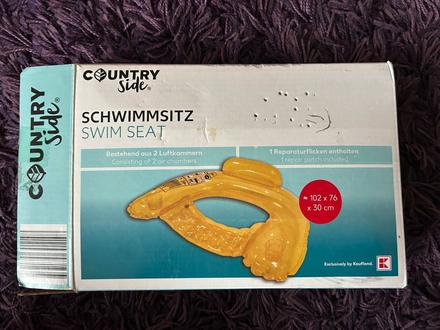 COUNTRY
Side®
COUNTRY
Side®
SCHWIMMSITZ
SWIM SEAT
Bestehend aus 2 Luftkammern
Consisting of 2 air chambers
1 Reparaturflicken enthalten
1 repair patch included
≈ 102 x 76
x 30 cm
Exclusively by Kaufland.